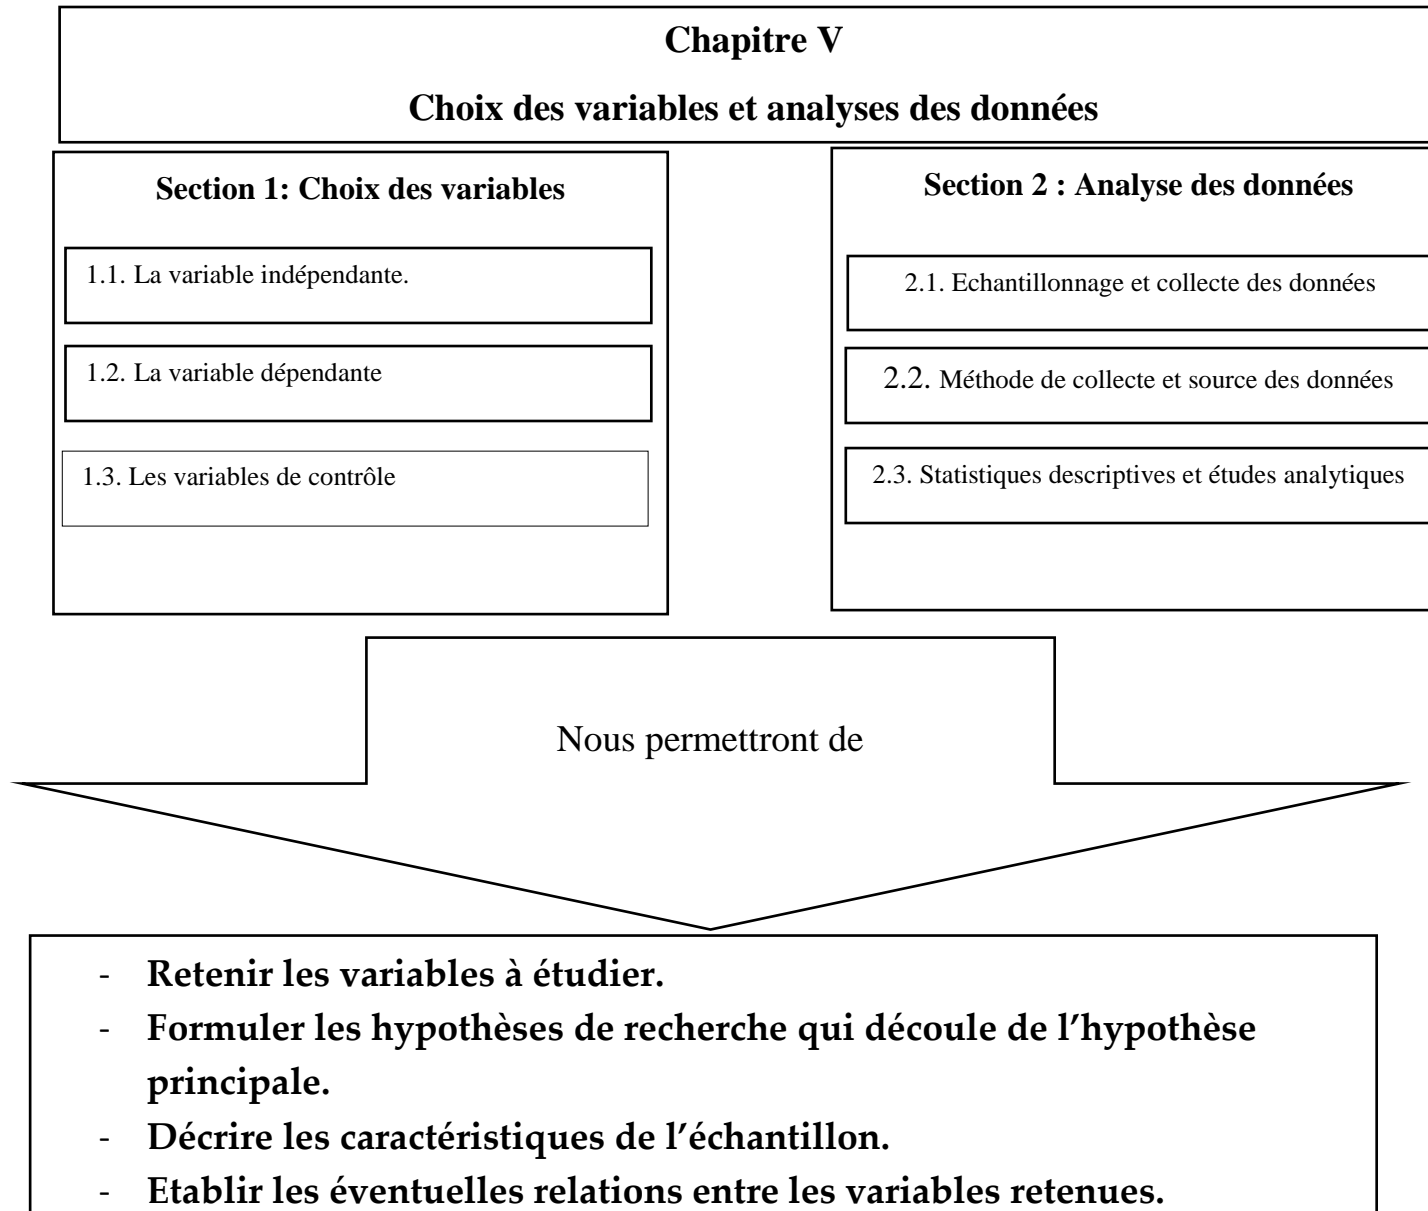 Chapitre V
Choix des variables et analyses des données
Section 1: Choix des variables
1.1. La variable indépendante.
1.2. La variable dépendante
1.3. Les variables de contrôle
Section 2 : Analyse des données
2.1. Echantillonnage et collecte des données
2.2. Méthode de collecte et source des données
2.3. Statistiques descriptives et études analytiques
Nous permettront de
- Retenir les variables à étudier.
- Formuler les hypothèses de recherche qui découle de l’hypothèse
principale.
- Décrire les caractéristiques de l’échantillon.
- Etablir les éventuelles relations entre les variables retenues.